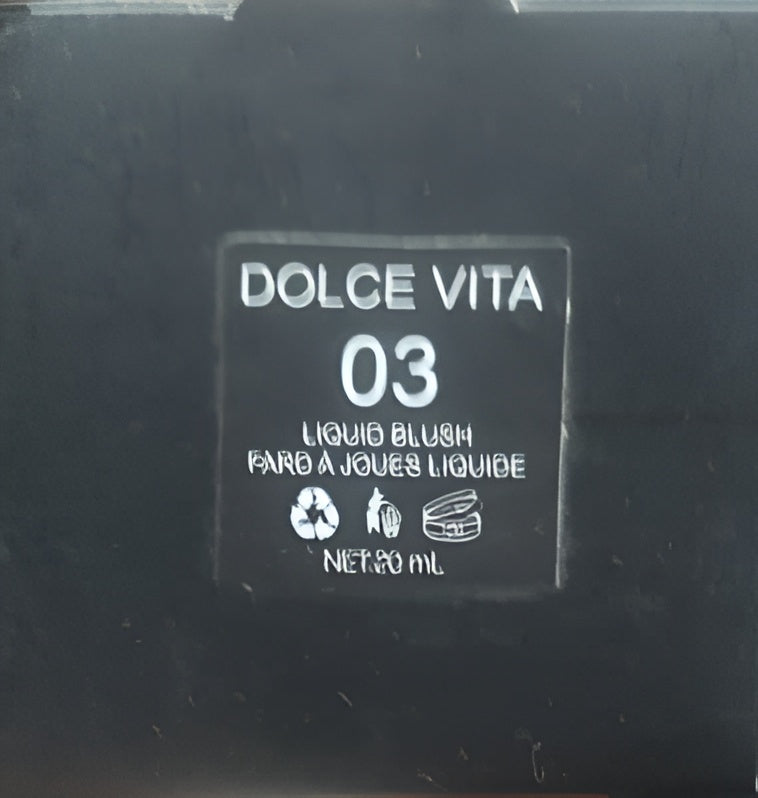 DOLCE VITA
03
LIQUID BLUSH
FARD A JOUES LIQUIDE
NET
mL